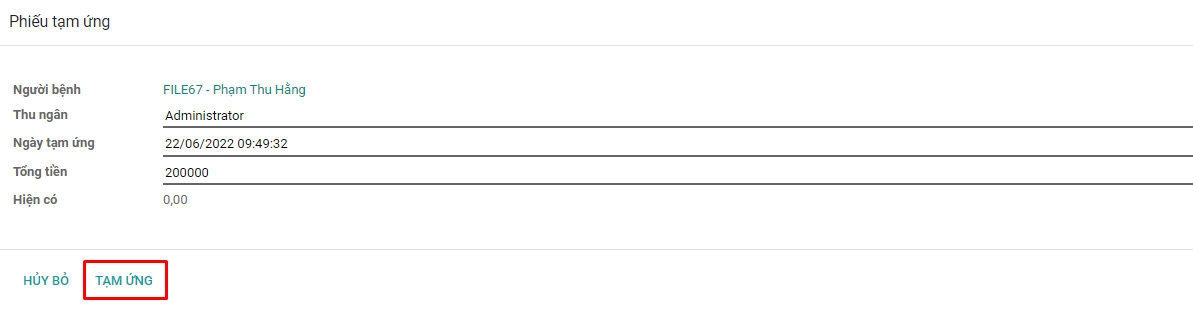 Phiếu tạm ứng
Người bệnh FILE67 - Phạm Thu Hằng
Thu ngân Administrator
Ngày tạm ứng 22/06/2022 09:49:32
Tổng tiền 200000
Hiện có 0,00
HỦY BỎ TẠM ỨNG